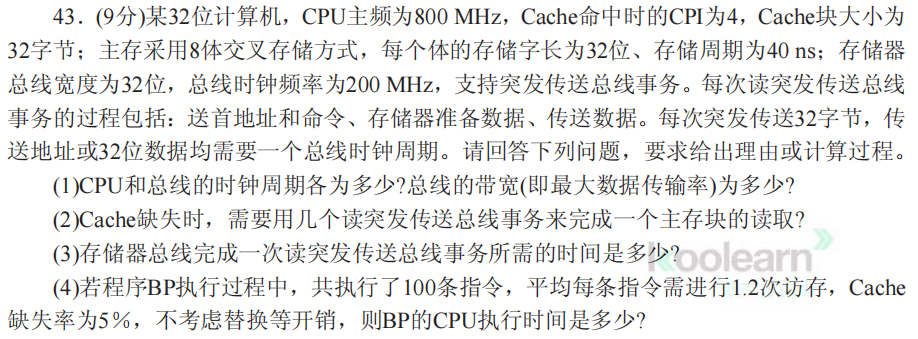 43．(9分)某32位计算机，CPU主频为800 MHz，Cache命中时的CPI为4，Cache块大小为
32字节；主存采用8体交叉存储方式，每个体的存储字长为32位、存储周期为40 ns；存储器
总线宽度为32位，总线时钟频率为200 MHz，支持突发传送总线事务。每次读突发传送总线
事务的过程包括：送首地址和命令、存储器准备数据、传送数据。每次突发传送32字节，传
送地址或32位数据均需要一个总线时钟周期。请回答下列问题，要求给出理由或计算过程。
(1)CPU和总线的时钟周期各为多少?总线的带宽(即最大数据传输率)为多少?
(2)Cache缺失时，需要用几个读突发传送总线事务来完成一个主存块的读取?
(3)存储器总线完成一次读突发传送总线事务所需的时间是多少?
koolearn
(4)若程序BP执行过程中，共执行了100条指令，平均每条指令需进行1.2次访存，Cache
缺失率为5%，不考虑替换等开销，则BP的CPU执行时间是多少?